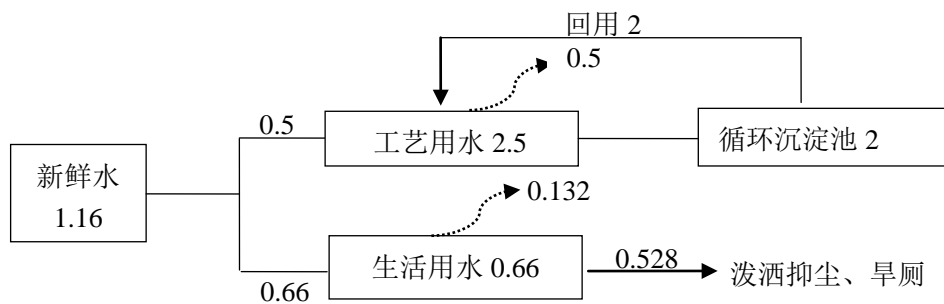 回用 2
0.5
0.5
工艺用水 2.5
循环沉淀池 2
新鲜水
1.16
0.132
生活用水 0.66
0.528
泼洒抑尘、旱厕
0.66